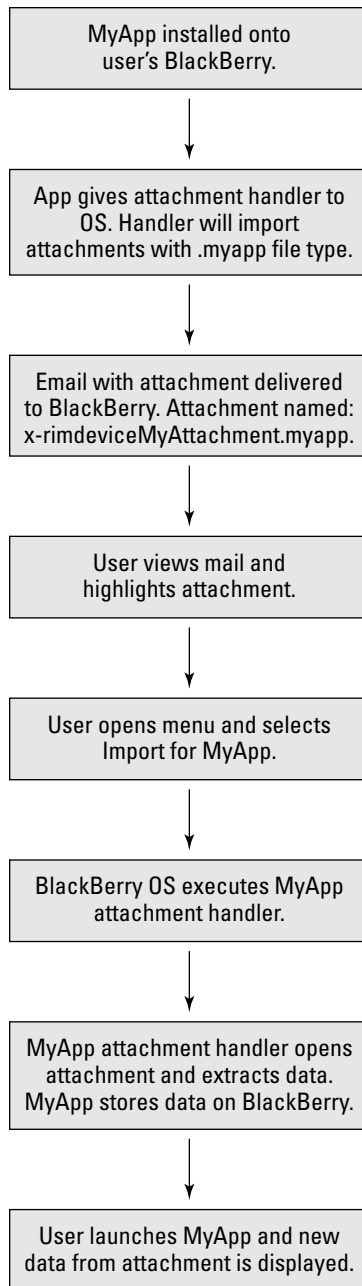 MyApp installed onto
user's BlackBerry.
App gives attachment handler to
OS. Handler will import
attachments with .myapp file type.
Email with attachment delivered
to BlackBerry. Attachment named:
x-rimdeviceMyAttachment.myapp.
User views mail and
highlights attachment.
User opens menu and selects
Import for MyApp.
BlackBerry OS executes MyApp
attachment handler.
MyApp attachment handler opens
attachment and extracts data.
MyApp stores data on BlackBerry.
User launches MyApp and new
data from attachment is displayed.